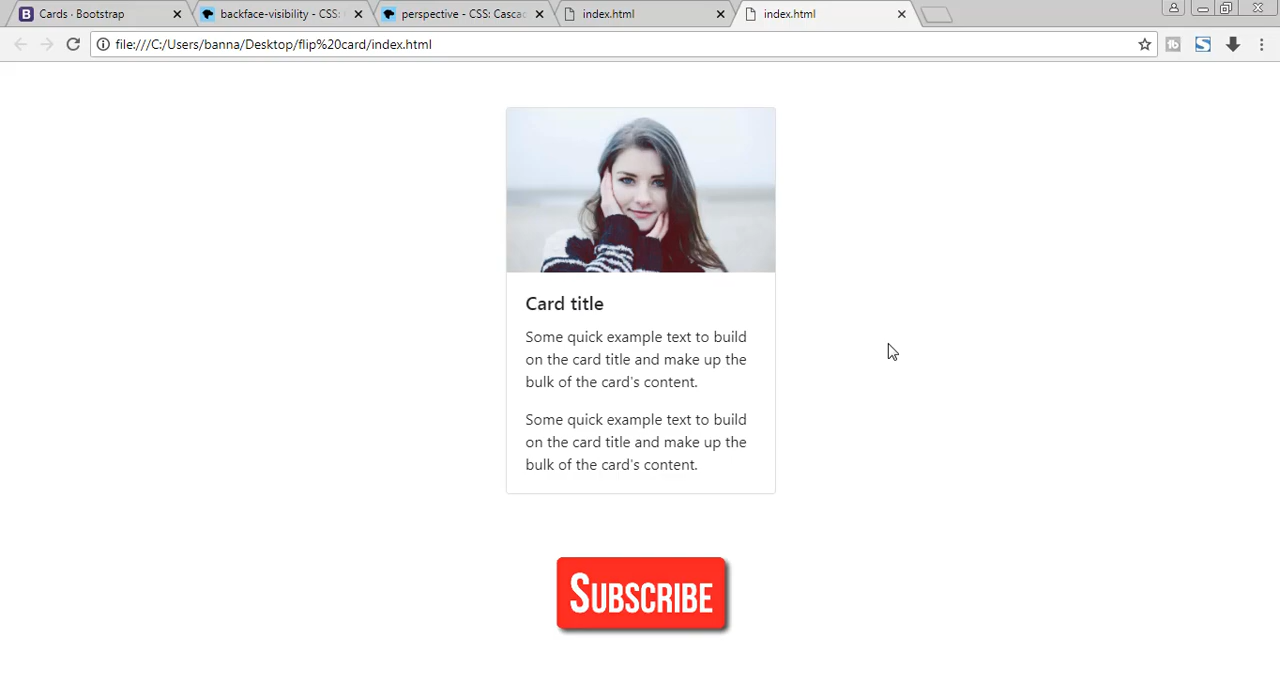 Cards · Bootstrap
backface-visibility - CSS:
perspective - CSS: Casca
index.html
index.html
file:///C:/Users/banna/Desktop/flip%20card/index.html
Card title
Some quick example text to build
on the card title and make up the
bulk of the card's content.
Some quick example text to build
on the card title and make up the
bulk of the card's content.
SUBSCRIBE